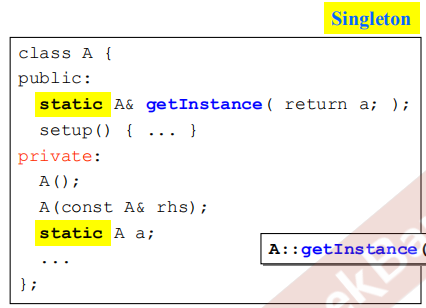 Singleton
class A {
public:
static A& getInstance( return a; );
setup() { ... }
private:
A();
A(const A& rhs);
static A a;
...
A::getInstance(
};